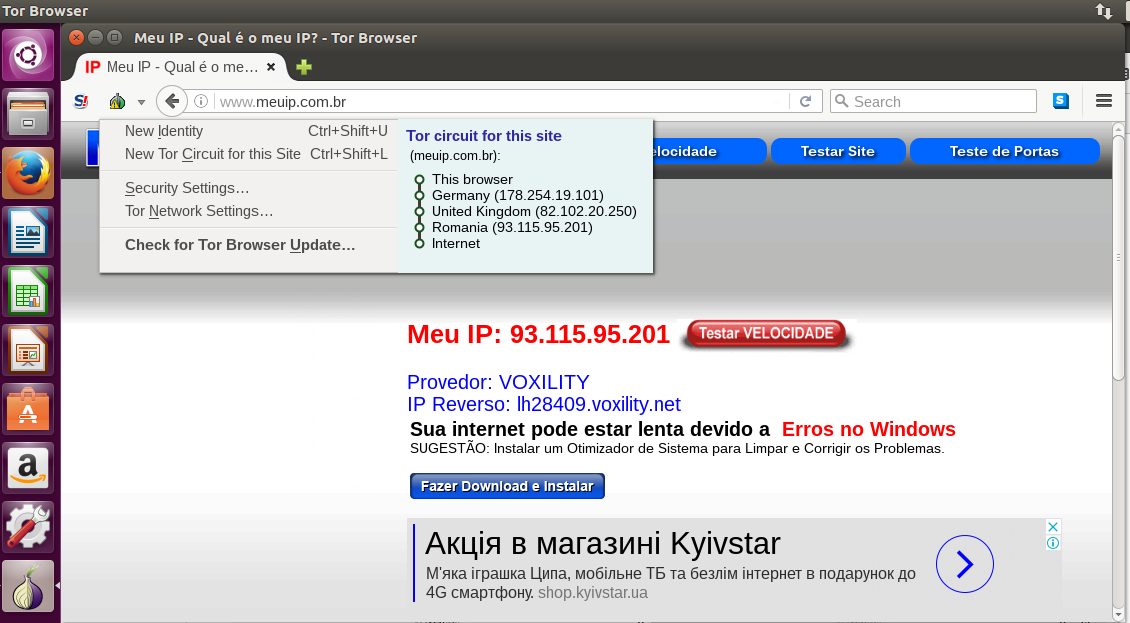 Tor Browser
Meu IP - Qual é o meu IP? - Tor Browser
IP Meu IP - Qual é o me…
www.meuip.com.br
Search
New Identity Ctrl+Shift+U
New Tor Circuit for this Site Ctrl+Shift+L
Security Settings…
Tor Network Settings…
Check for Tor Browser Update…
Tor circuit for this site
(meuip.com.br):
This browser
Germany (178.254.19.101)
United Kingdom (82.102.20.250)
Romania (93.115.95.201)
Internet
elocidade
Testar Site
Teste de Portas
Meu IP: 93.115.95.201
Testar VELOCIDADE
Provedor: VOXILITY
IP Reverso: lh28409.voxility.net
Sua internet pode estar lenta devido a Erros no Windows
SUGESTÃO: Instalar um Otimizador de Sistema para Limpar e Corrigir os Problemas.
Fazer Download e Instalar
Акція в магазині Kyivstar
М'яка іграшка Ципа, мобільне ТБ та безлім інтернет в подарунок до
4G смартфону. shop.kyivstar.ua